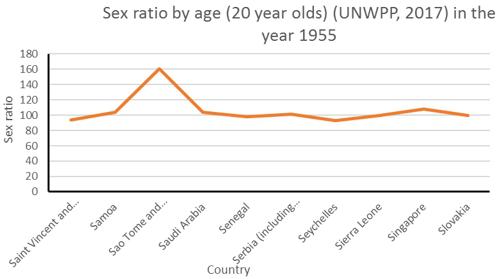 Sex ratio by age (20 year olds) (UNWPP, 2017) in the
year 1955
180
160
140
120
100
80
60
40
20
0
Sex ratio
Saint Vincent and...
Samoa
Sao Tome and...
Saudi Arabia
Senegal
Serbia (including...
Seychelles
Sierra Leone
Singapore
Slovakia
Country